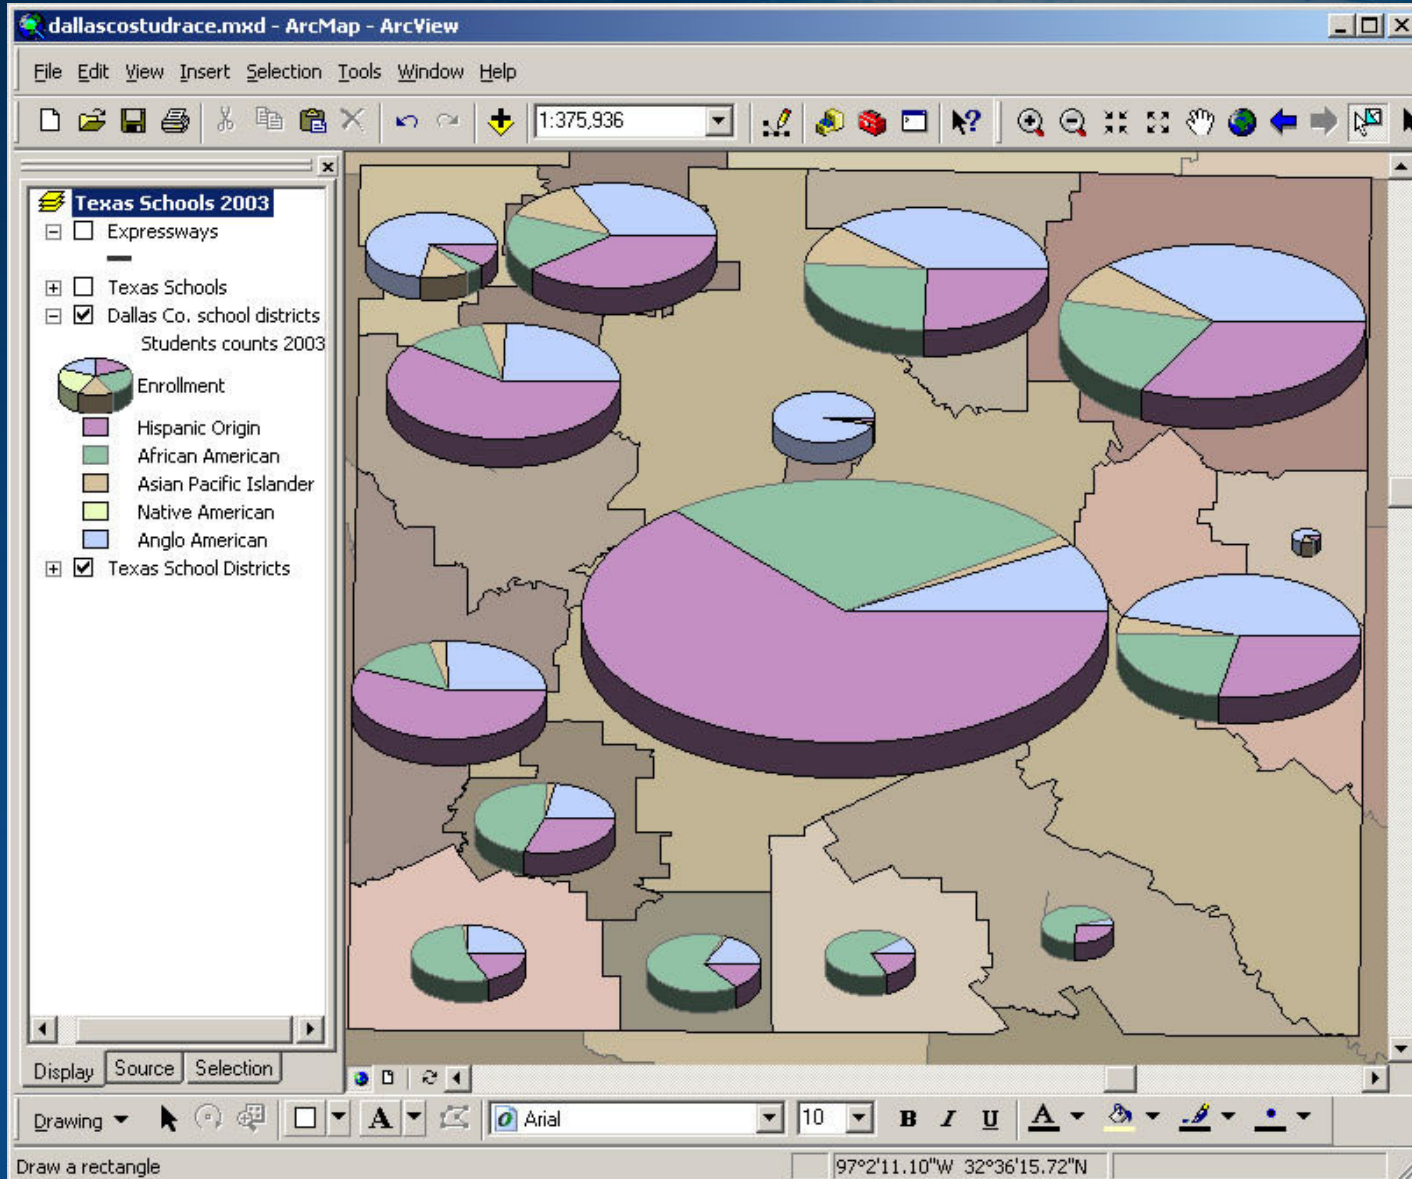 dallascostudrace.mxd - ArcMap - ArcView
File Edit View Insert Selection Tools Window Help
1:375,936
Texas Schools 2003
Expressways
Texas Schools
Dallas Co. school districts
Students counts 2003
Enrollment
Hispanic Origin
African American
Asian Pacific Islander
Native American
Anglo American
Texas School Districts
Display Source Selection
Drawing A Arial 10 B I U A
Draw a rectangle 97°2'11.10"W 32°36'15.72"N